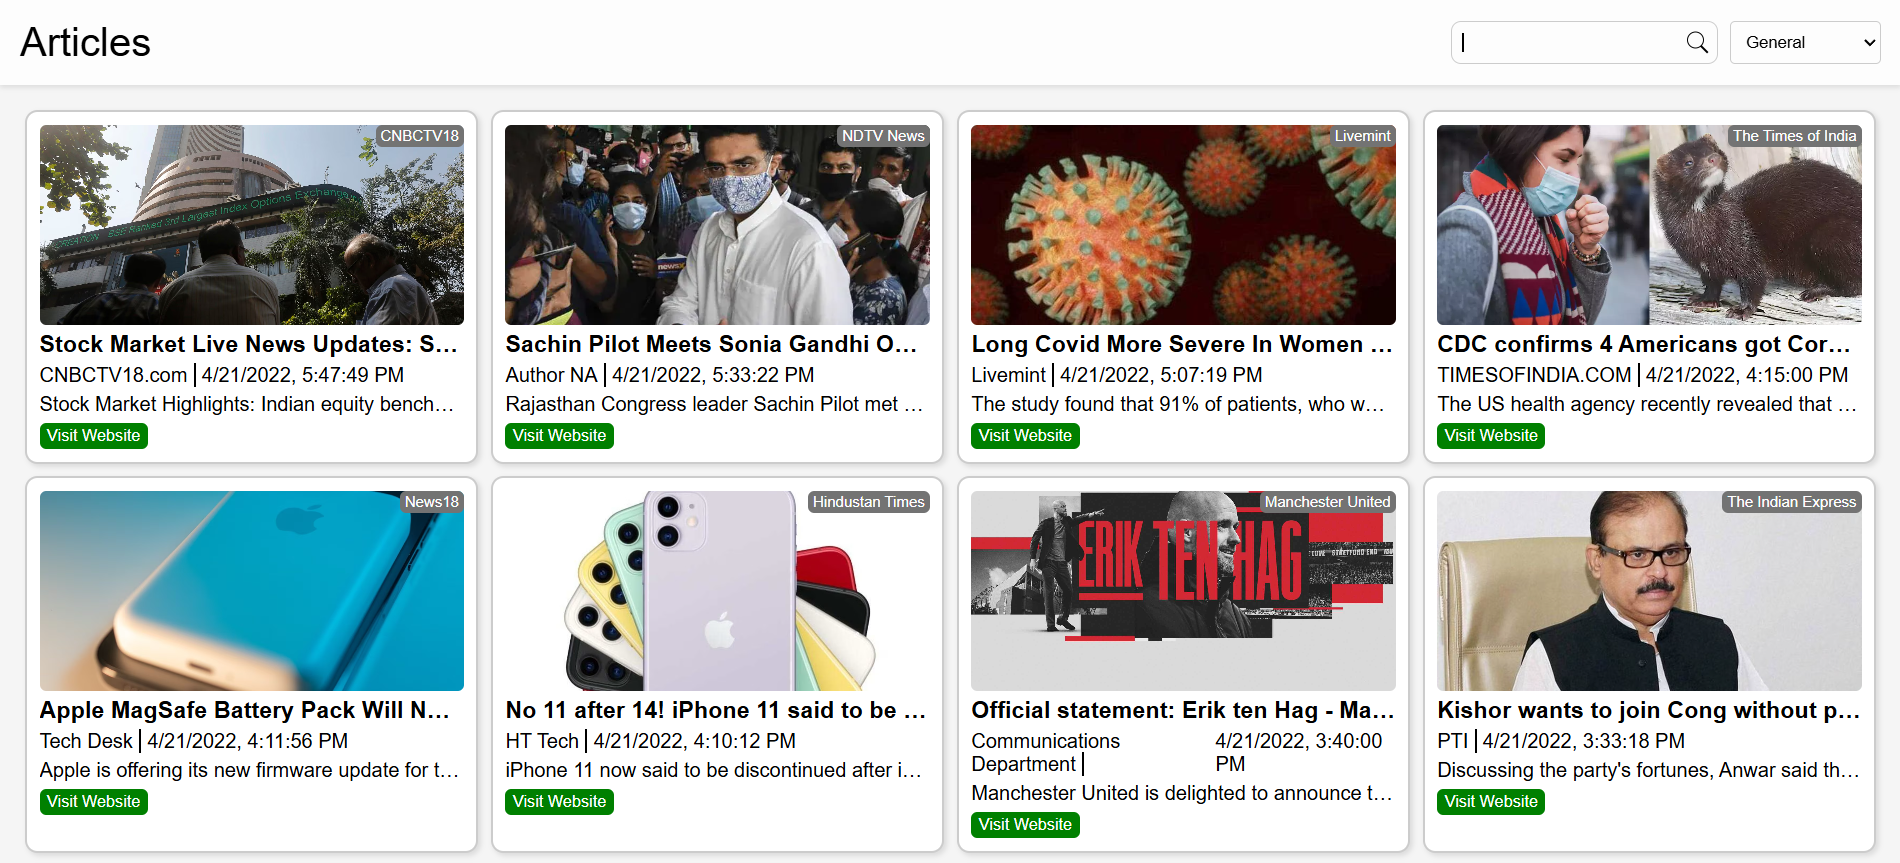 Articles
General
CNBCTV18
EXCHANGE - BSE Ranked 3rd Largest Index Options Exchange
Stock Market Live News Updates: S...
CNBCTV18.com | 4/21/2022, 5:47:49 PM
Stock Market Highlights: Indian equity bench...
Visit Website
NDTV News
newsx
Sachin Pilot Meets Sonia Gandhi O...
Author NA | 4/21/2022, 5:33:22 PM
Rajasthan Congress leader Sachin Pilot met ...
Visit Website
Livemint
Long Covid More Severe In Women ...
Livemint | 4/21/2022, 5:07:19 PM
The study found that 91% of patients, who w...
Visit Website
The Times of India
CDC confirms 4 Americans got Cor...
TIMESOFINDIA.COM | 4/21/2022, 4:15:00 PM
The US health agency recently revealed that ...
Visit Website
News18
Apple MagSafe Battery Pack Will N...
Tech Desk | 4/21/2022, 4:11:56 PM
Apple is offering its new firmware update for t...
Visit Website
Hindustan Times
No 11 after 14! iPhone 11 said to be ...
HT Tech | 4/21/2022, 4:10:12 PM
iPhone 11 now said to be discontinued after i...
Visit Website
Manchester United
ERIK TEN HAG
STRETFORD END
Official statement: Erik ten Hag - Ma...
Communications Department | 4/21/2022, 3:40:00 PM
Manchester United is delighted to announce t...
Visit Website
The Indian Express
Kishor wants to join Cong without p...
PTI | 4/21/2022, 3:33:18 PM
Discussing the party's fortunes, Anwar said th...
Visit Website